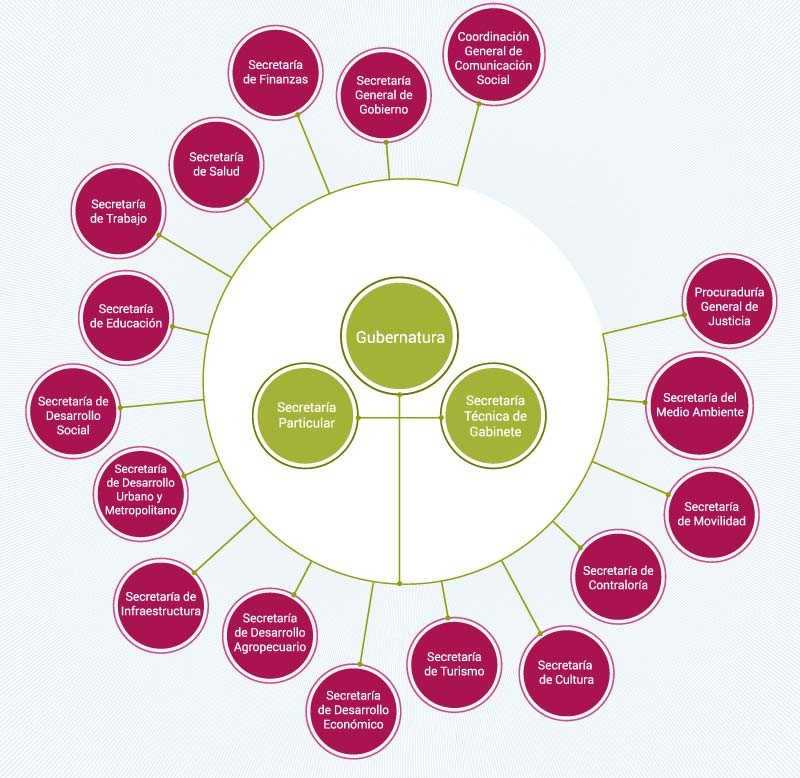 Coordinación
General de
Comunicación
Social
Secretaría
General de
Gobierno
Secretaría
de Finanzas
Secretaría
de Salud
Secretaría
de Trabajo
Secretaría
de Educación
Secretaría de
Desarrollo
Social
Secretaría
de Desarrollo
Urbano y
Metropolitano
Secretaría de
Infraestructura
Secretaría
de Desarrollo
Agropecuario
Secretaría
de Desarrollo
Económico
Secretaría
de Turismo
Secretaría
de Cultura
Secretaría de
Contraloría
Secretaría
de Movilidad
Secretaría del
Medio Ambiente
Procuraduría
General de
Justicia
Gubernatura
Secretaría
Particular
Secretaría
Técnica de
Gabinete